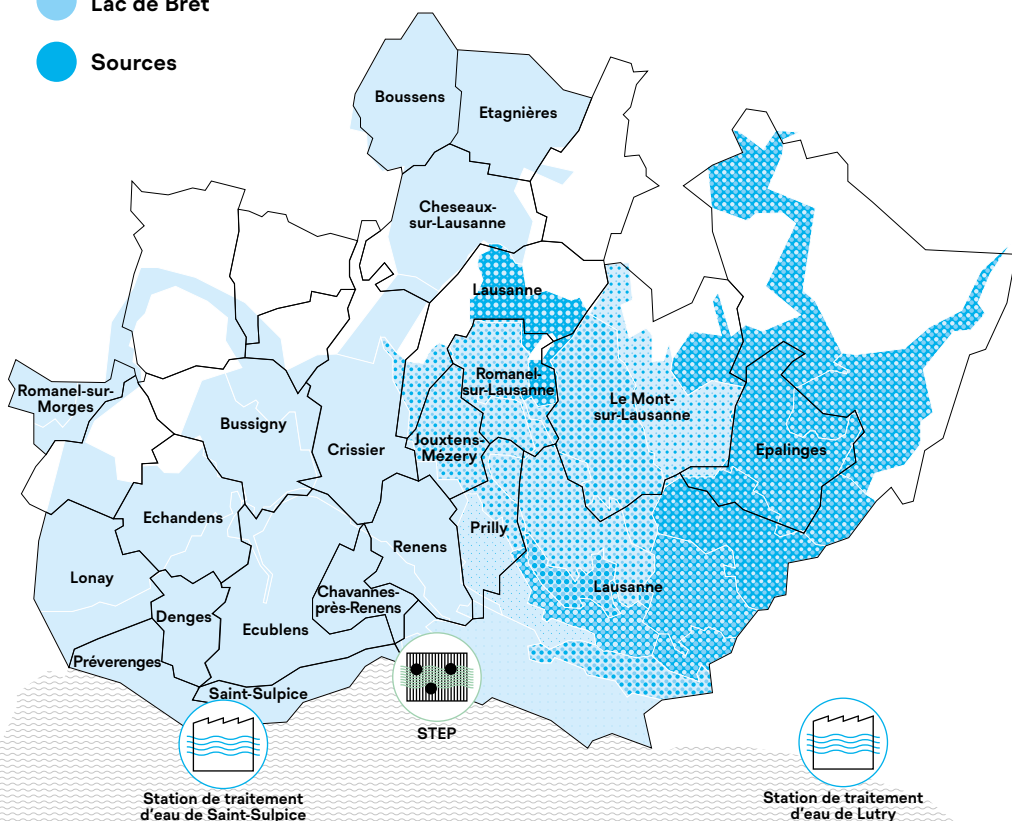 Lac de Bret
Sources
Boussens
Etagnières
Cheseaux-
sur-Lausanne
Lausanne
Romanel-sur-
Morges
Romanel-
sur-Lausanne
Le Mont-
sur-Lausanne
Bussigny
Crissier
Jouxtens-
Mézery
Epalinges
Echandens
Prilly
Renens
Lonay
Lausanne
Chavannes-
près-Renens
Denges
Ecublens
Préverenges
Saint-Sulpice
STEP
Station de traitement
d'eau de Saint-Sulpice
Station de traitement
d'eau de Lutry